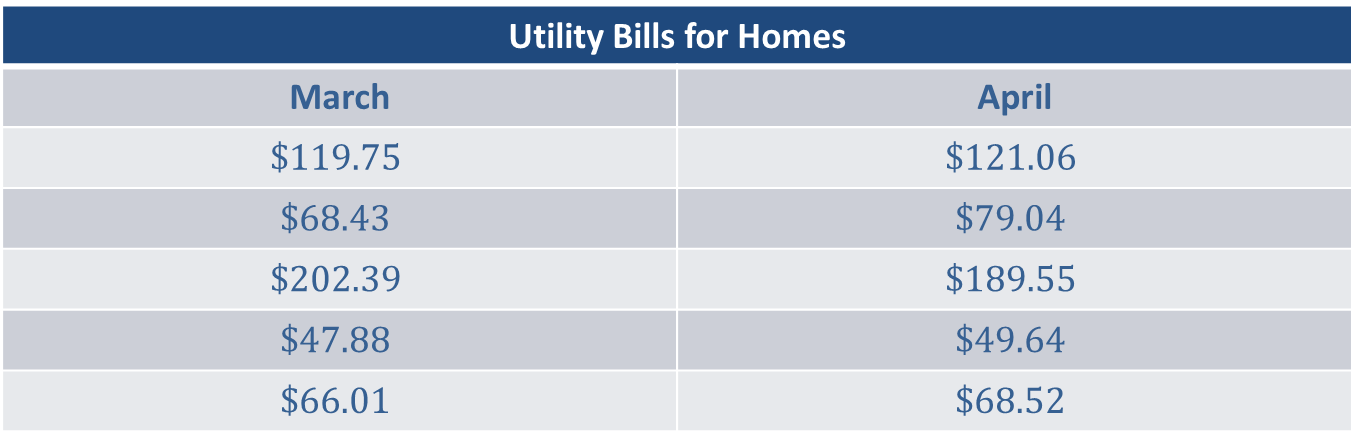 Utility Bills for Homes
March April
$119.75 $121.06
$68.43 $79.04
$202.39 $189.55
$47.88 $49.64
$66.01 $68.52